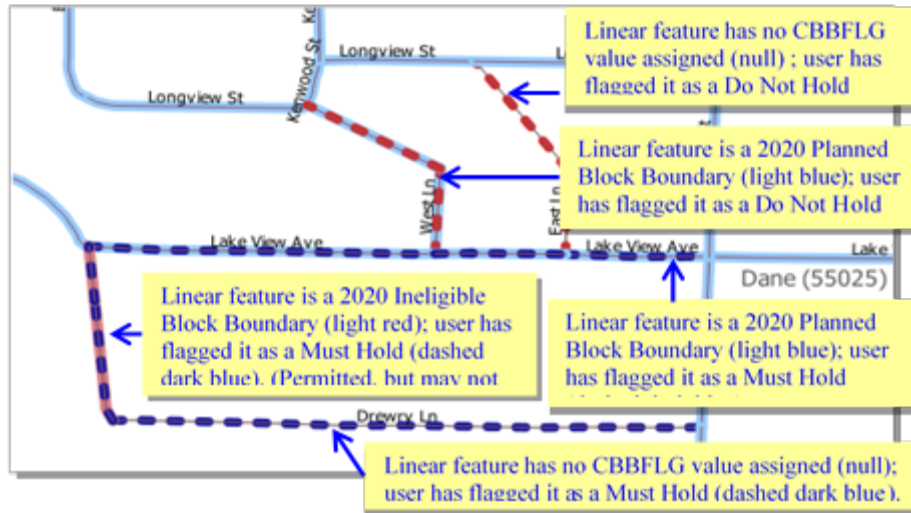 Linear feature has no CBBFLG
value assigned (null) ; user has
flagged it as a Do Not Hold
Longview St
Longview St
Kenwood St
Linear feature is a 2020 Planned
Block Boundary (light blue); user
has flagged it as a Do Not Hold
West Ln
East Ln
Lake View Ave
Lake View Ave
Lake
Dane (55025)
Linear feature is a 2020 Ineligible
Block Boundary (light red); user has
flagged it as a Must Hold (dashed
dark blue). (Permitted, but may not
Linear feature is a 2020 Planned
Block Boundary (light blue); user
has flagged it as a Must Hold
Drewry Ln
Linear feature has no CBBFLG value assigned (null);
user has flagged it as a Must Hold (dashed dark blue).